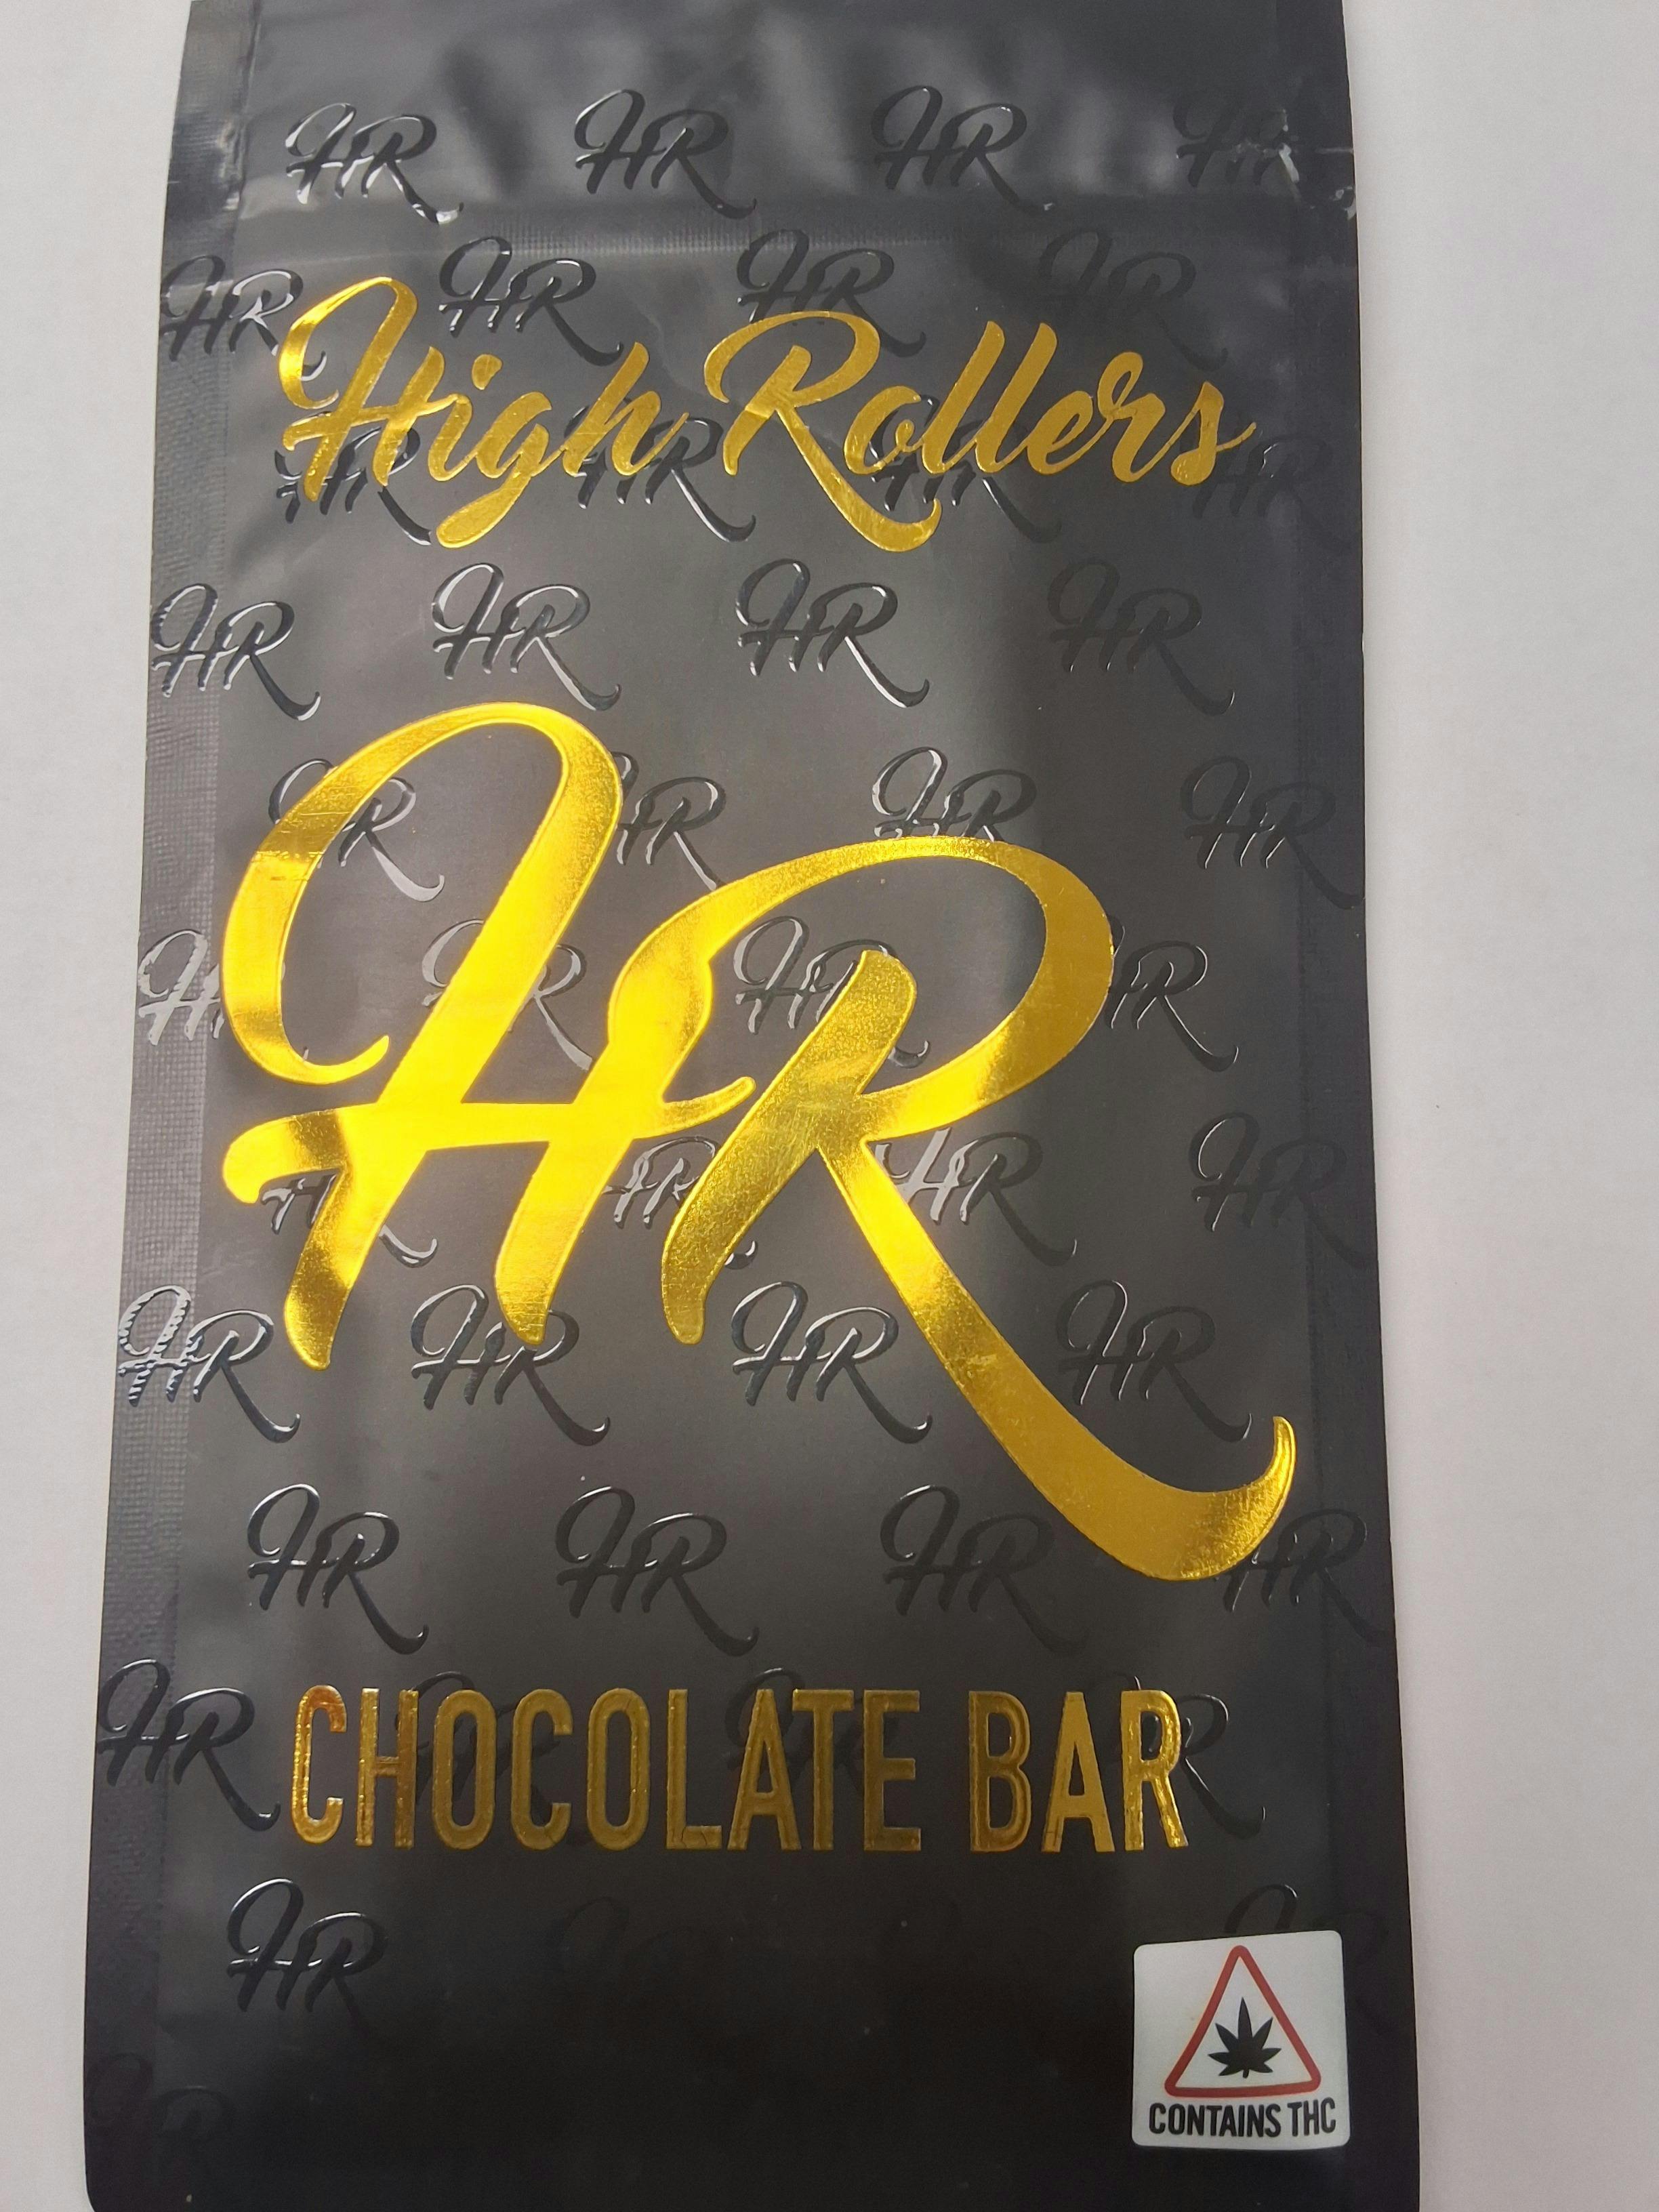 High Rollers
HR
CHOCOLATE BAR
CONTAINS THC